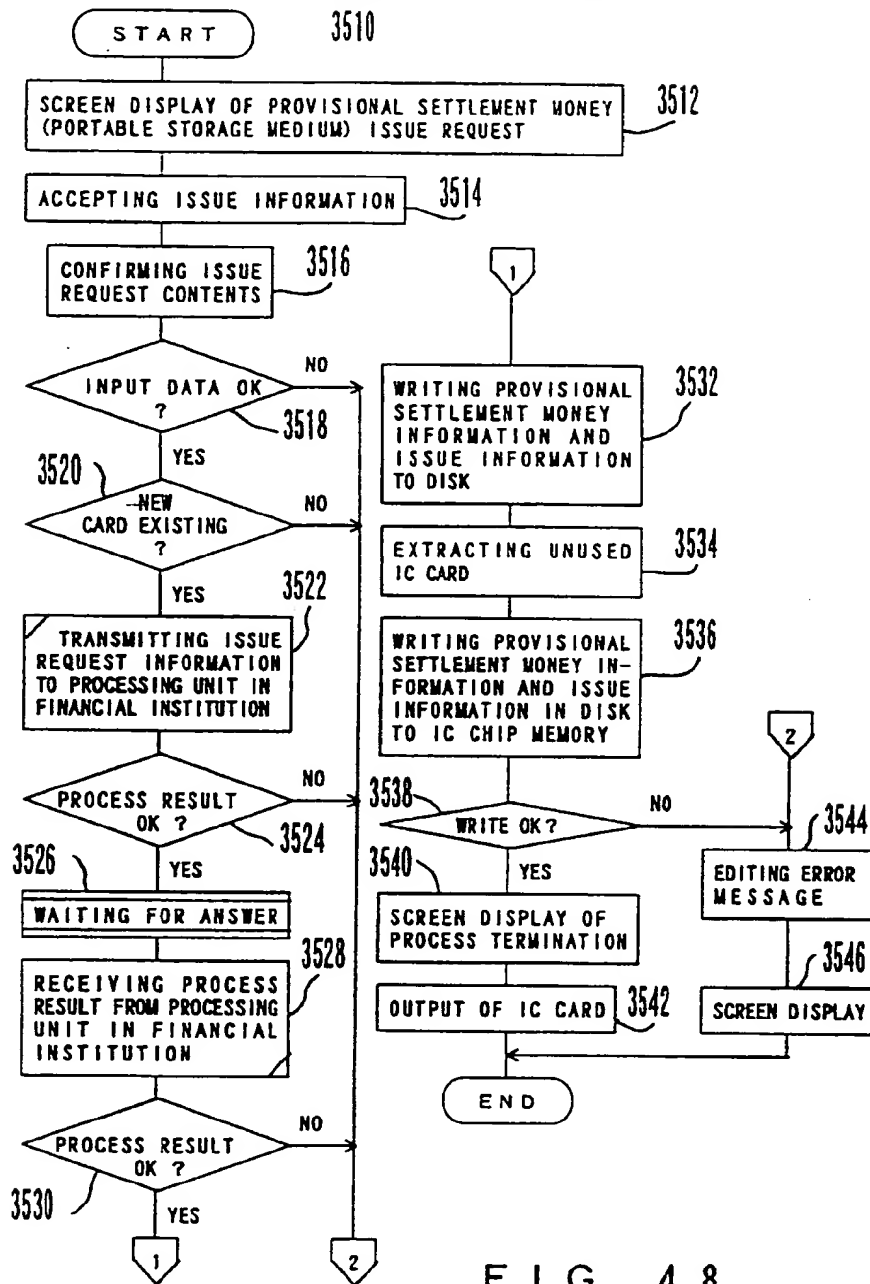 START
3510
SCREEN DISPLAY OF PROVISIONAL SETTLEMENT MONEY
(PORTABLE STORAGE MEDIUM) ISSUE REQUEST
3512
ACCEPTING ISSUE INFORMATION
3514
CONFIRMING ISSUE
REQUEST CONTENTS
3516
INPUT DATA OK
?
NO
3518
YES
3520
NEW
CARD EXISTING
?
NO
YES
3522
TRANSMITTING ISSUE
REQUEST INFORMATION
TO PROCESSING UNIT IN
FINANCIAL INSTITUTION
PROCESS RESULT
OK ?
NO
3524
YES
3526
WAITING FOR ANSWER
3528
RECEIVING PROCESS
RESULT FROM PROCESSING
UNIT IN FINANCIAL
INSTITUTION
PROCESS RESULT
OK ?
NO
3530
YES
1
2
1
WRITING PROVISIONAL
SETTLEMENT MONEY
INFORMATION AND
ISSUE INFORMATION
TO DISK
3532
EXTRACTING UNUSED
IC CARD
3534
WRITING PROVISIONAL
SETTLEMENT MONEY IN-
FORMATION AND ISSUE
INFORMATION IN DISK
TO IC CHIP MEMORY
3536
3538
WRITE OK?
NO
YES
3540
SCREEN DISPLAY OF
PROCESS TERMINATION
OUTPUT OF IC CARD
3542
END
2
3544
EDITING ERROR
MESSAGE
3546
SCREEN DISPLAY
FIG. 48